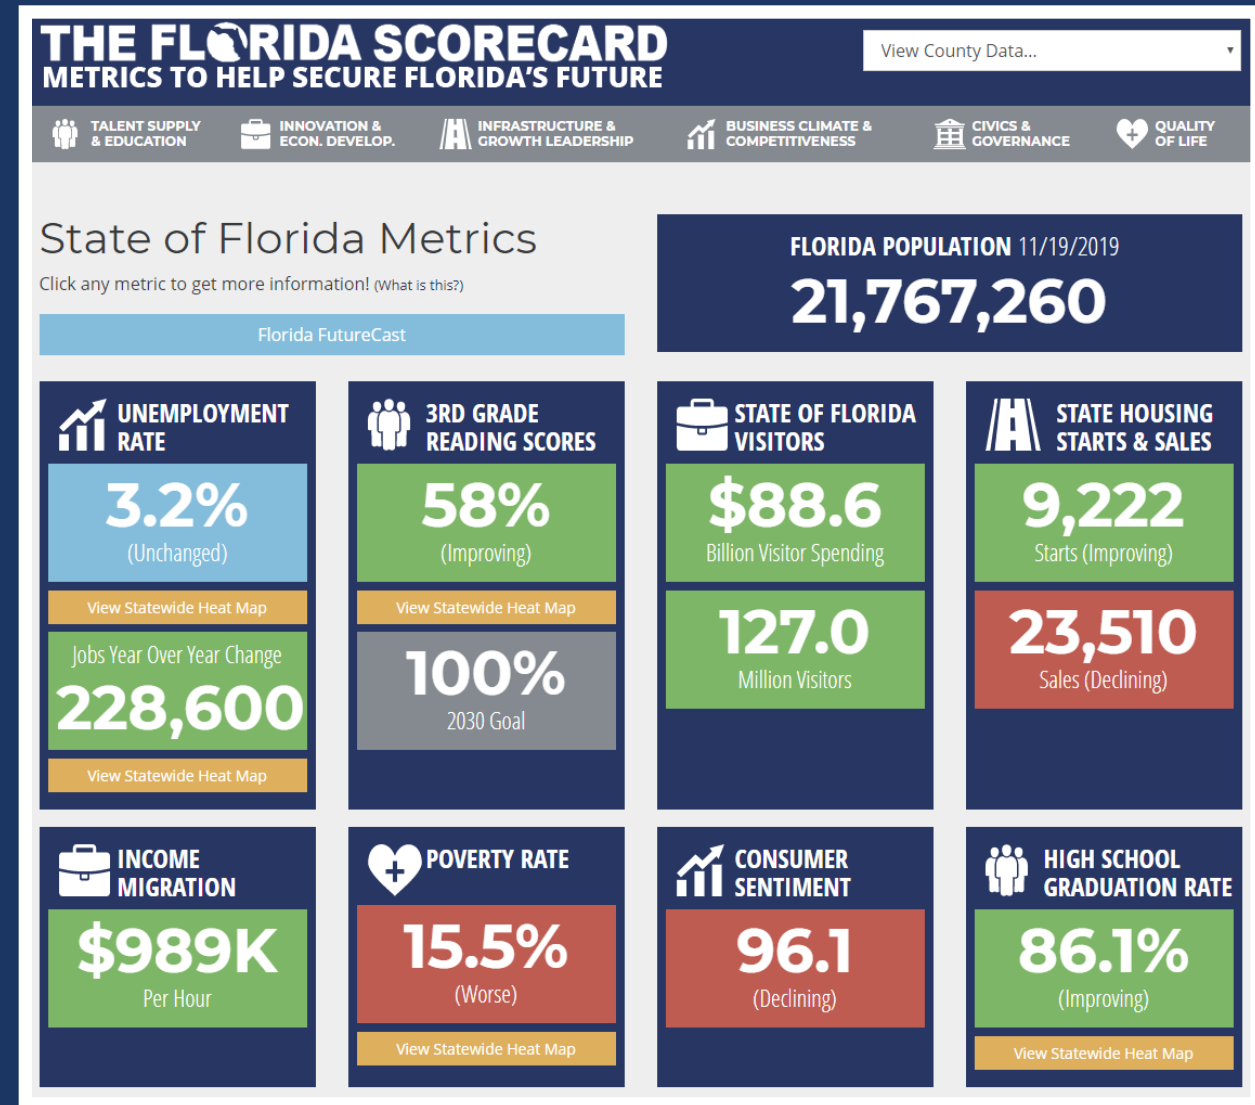 THE FLORIDA SCORECARD
METRICS TO HELP SECURE FLORIDA'S FUTURE
View County Data...
TALENT SUPPLY
& EDUCATION
INNOVATION &
ECON. DEVELOP.
INFRASTRUCTURE &
GROWTH LEADERSHIP
BUSINESS CLIMATE &
COMPETITIVENESS
CIVICS &
GOVERNANCE
QUALITY
OF LIFE
State of Florida Metrics
Click any metric to get more information! (What is this?)
Florida FutureCast
FLORIDA POPULATION 11/19/2019
21,767,260
UNEMPLOYMENT
RATE
3.2%
(Unchanged)
View Statewide Heat Map
Jobs Year Over Year Change
228,600
View Statewide Heat Map
3RD GRADE
READING SCORES
58%
(Improving)
View Statewide Heat Map
100%
2030 Goal
STATE OF FLORIDA
VISITORS
$88.6
Billion Visitor Spending
127.0
Million Visitors
STATE HOUSING
STARTS & SALES
9,222
Starts (Improving)
23,510
Sales (Declining)
INCOME
MIGRATION
$989K
Per Hour
POVERTY RATE
15.5%
(Worse)
View Statewide Heat Map
CONSUMER
SENTIMENT
96.1
(Declining)
HIGH SCHOOL
GRADUATION RATE
86.1%
(Improving)
View Statewide Heat Map